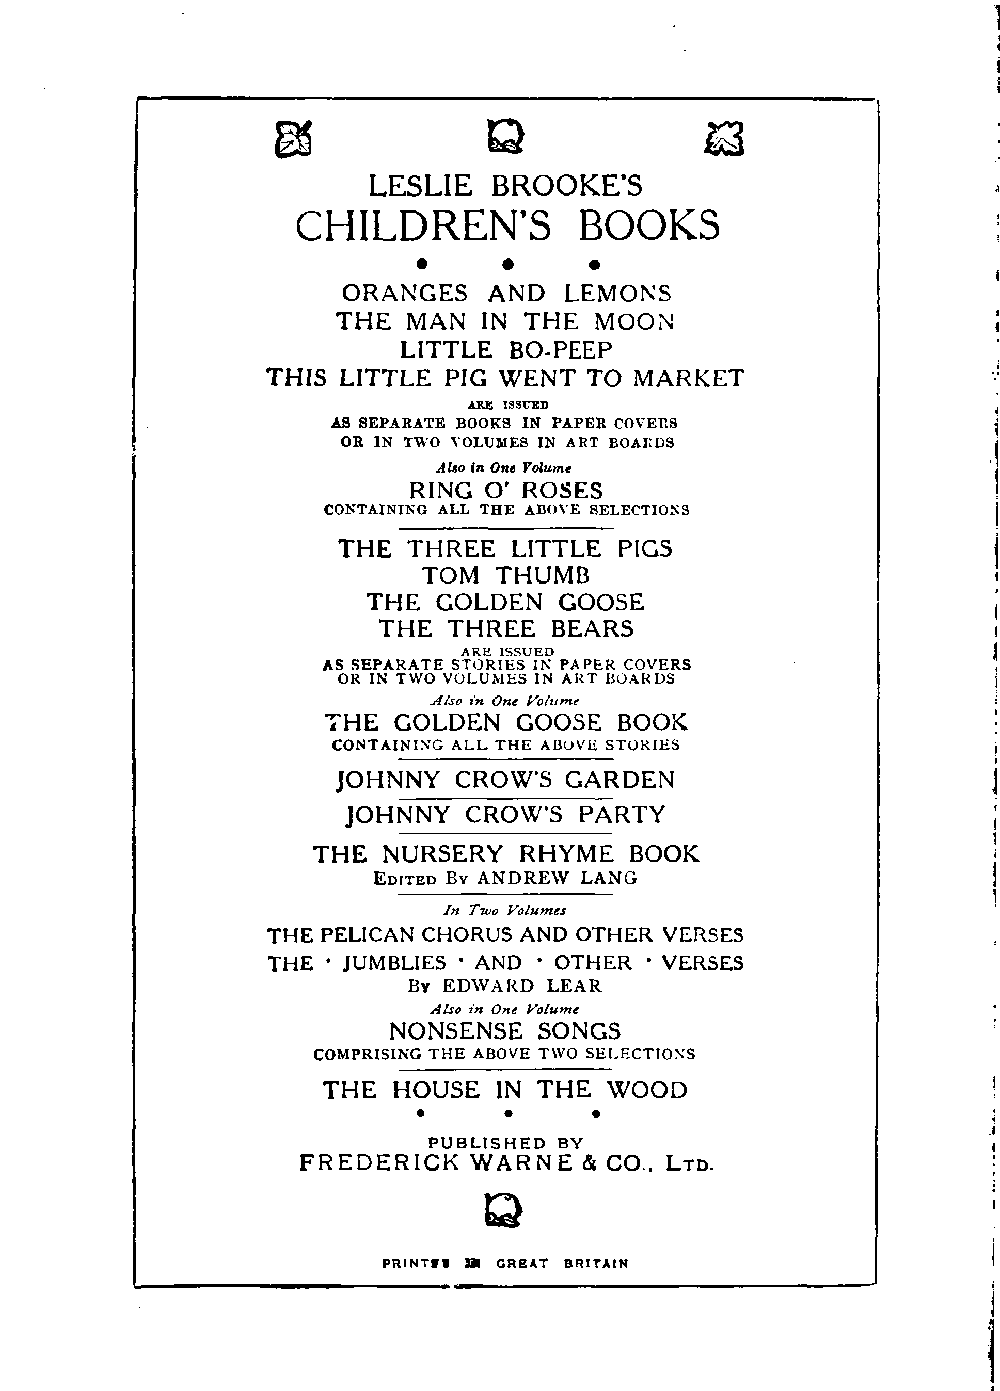 LESLIE BROOKE'S
CHILDREN'S BOOKS
• • •
ORANGES AND LEMONS
THE MAN IN THE MOON
LITTLE BO-PEEP
THIS LITTLE PIG WENT TO MARKET
ARE ISSUED
AS SEPARATE BOOKS IN PAPER COVERS
OR IN TWO VOLUMES IN ART BOARDS
Also in One Volume
RING O' ROSES
CONTAINING ALL THE ABOVE SELECTIONS
THE THREE LITTLE PIGS
TOM THUMB
THE GOLDEN GOOSE
THE THREE BEARS
ARE ISSUED
AS SEPARATE STORIES IN PAPER COVERS
OR IN TWO VOLUMES IN ART BOARDS
Also in One Volume
THE GOLDEN GOOSE BOOK
CONTAINING ALL THE ABOVE STORIES
JOHNNY CROW'S GARDEN
JOHNNY CROW'S PARTY
THE NURSERY RHYME BOOK
EDITED BY ANDREW LANG
In Two Volumes
THE PELICAN CHORUS AND OTHER VERSES
THE · JUMBLIES · AND · OTHER · VERSES
BY EDWARD LEAR
Also in One Volume
NONSENSE SONGS
COMPRISING THE ABOVE TWO SELECTIONS
THE HOUSE IN THE WOOD
• • •
PUBLISHED BY
FREDERICK WARNE & CO., LTD.
PRINTED IN GREAT BRITAIN